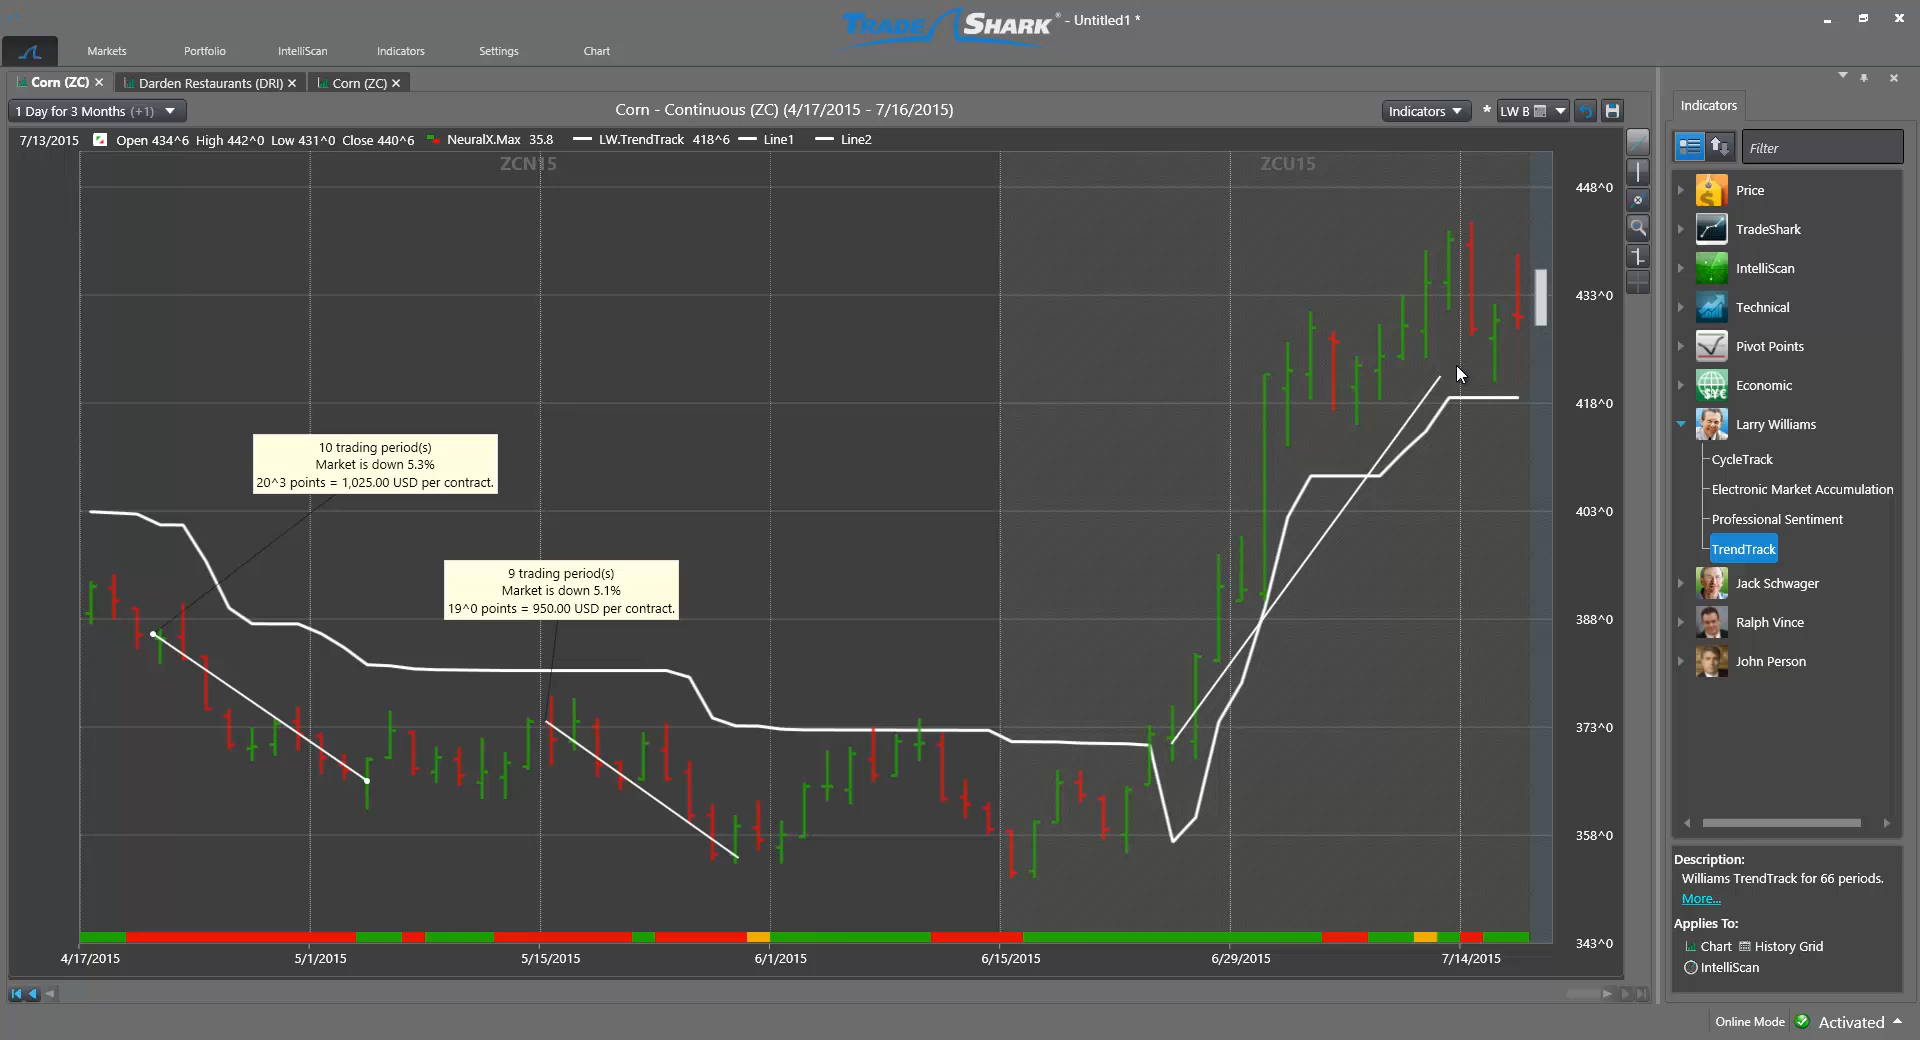 TRADE SHARK® - Untitled1 *
Markets Portfolio IntelliScan Indicators Settings Chart
Corn (ZC) Darden Restaurants (DRI) Corn (ZC)
1 Day for 3 Months (+1)
Corn - Continuous (ZC) (4/17/2015 - 7/16/2015)
Indicators * LW B
7/13/2015 Open 434^6 High 442^0 Low 431^0 Close 440^6 NeuralX.Max 35.8 LW.TrendTrack 418^6 Line1 Line2
ZCN15 ZCU15
448^0
433^0
418^0
403^0
388^0
373^0
358^0
343^0
10 trading period(s)
Market is down 5.3%
20^3 points = 1,025.00 USD per contract.
9 trading period(s)
Market is down 5.1%
19^0 points = 950.00 USD per contract.
4/17/2015 5/1/2015 5/15/2015 6/1/2015 6/15/2015 6/29/2015 7/14/2015
Indicators
Filter
Price
TradeShark
IntelliScan
Technical
Pivot Points
Economic
Larry Williams
CycleTrack
Electronic Market Accumulation
Professional Sentiment
TrendTrack
Jack Schwager
Ralph Vince
John Person
Description:
Williams TrendTrack for 66 periods.
More...
Applies To:
Chart History Grid
IntelliScan
Online Mode Activated